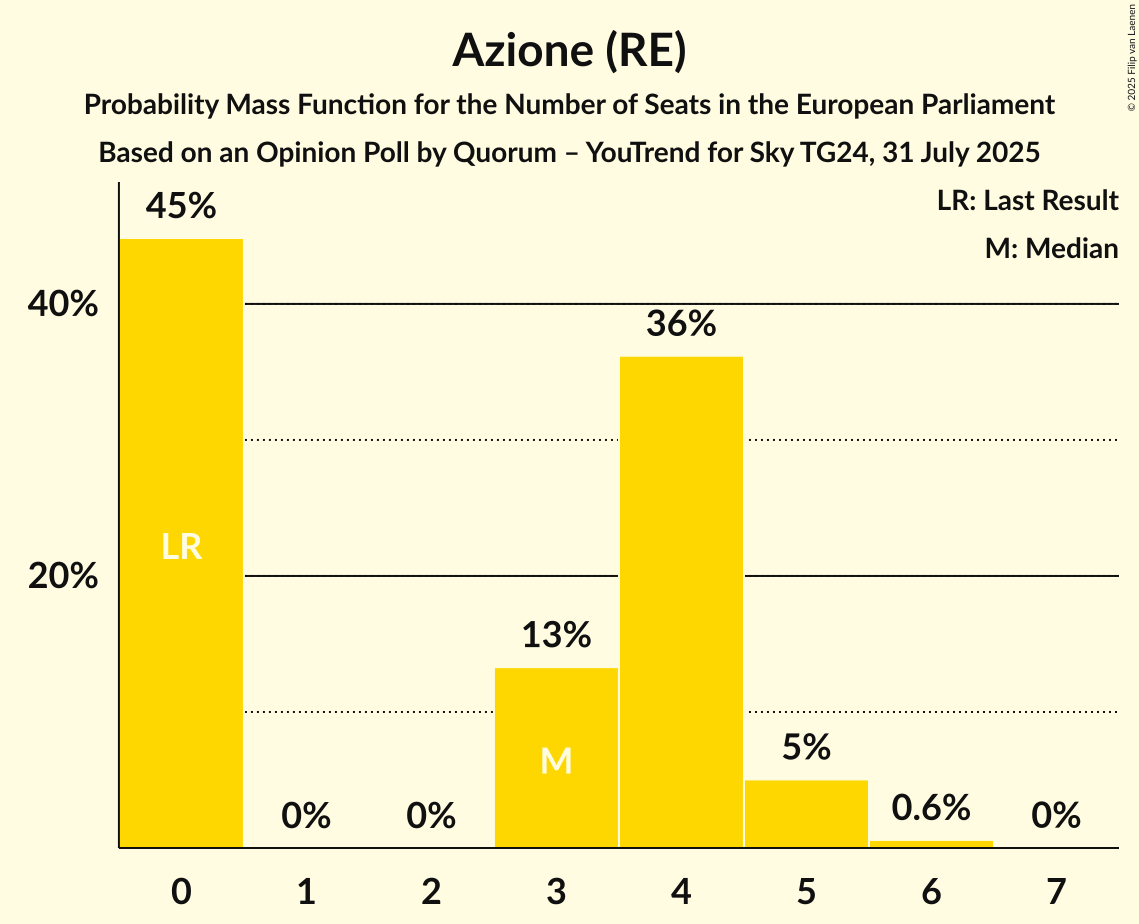 Azione (RE)
Probability Mass Function for the Number of Seats in the European Parliament
Based on an Opinion Poll by Quorum – YouTrend for Sky TG24, 31 July 2025
© 2025 Filip van Laenen
LR: Last Result
M: Median
45%
40%
36%
LR
20%
13%
M
5%
0%
0%
0.6%
0%
0 1 2 3 4 5 6 7